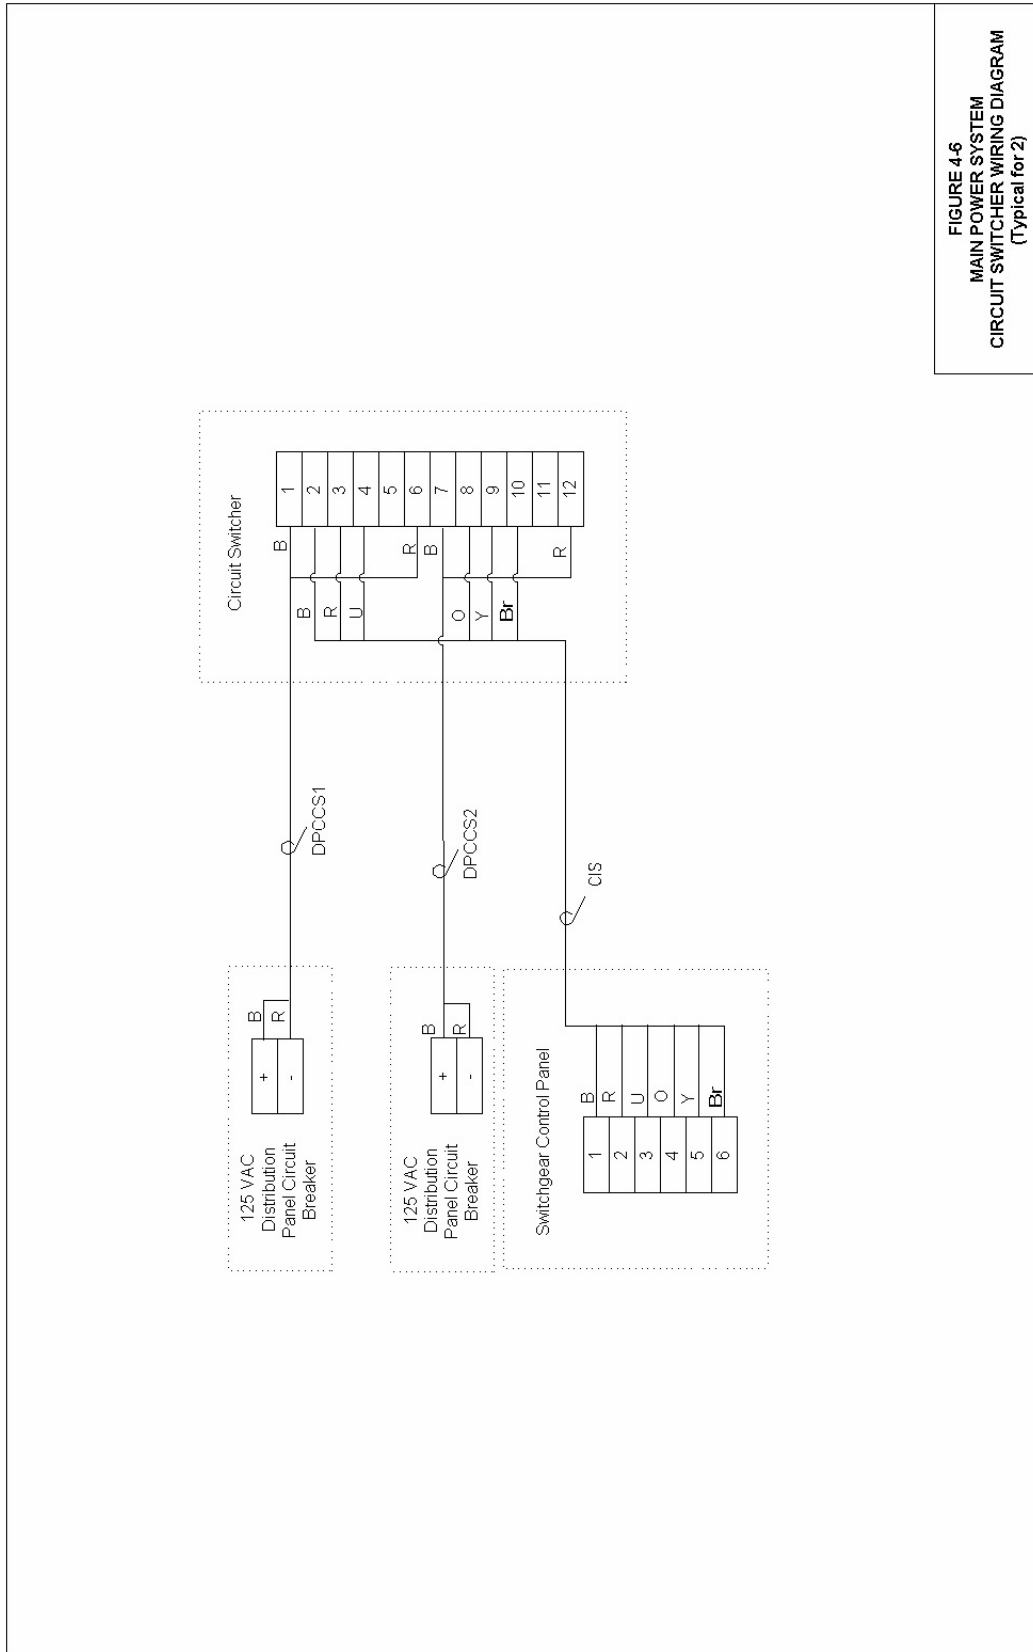 125 VAC
Distribution
Panel Circuit
Breaker
+
-
B
R
DPCCS1
125 VAC
Distribution
Panel Circuit
Breaker
+
-
B
R
DPCCS2
Switchgear Control Panel
1
2
3
4
5
6
B
R
U
O
Y
Br
CIS
Circuit Switcher
B
R
B
R
B
R
U
O
Y
Br
1
2
3
4
5
6
7
8
9
10
11
12
FIGURE 4-6
MAIN POWER SYSTEM
CIRCUIT SWITCHER WIRING DIAGRAM
(Typical for 2)